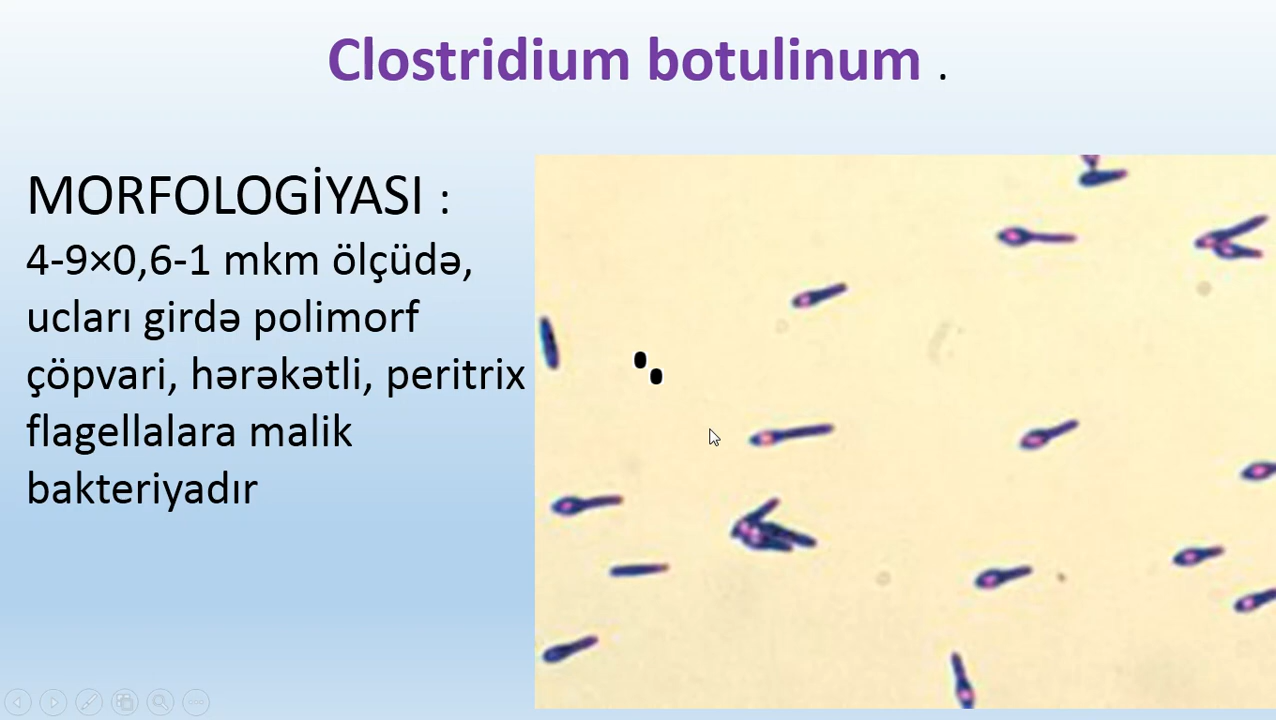 Clostridium botulinum .
MORFOLOGİYASI :
4-9×0,6-1 mkm ölçüdə,
ucları girdə polimorf
çöpvari, hərəkətli, peritrix
flagellalara malik
bakteriyadır